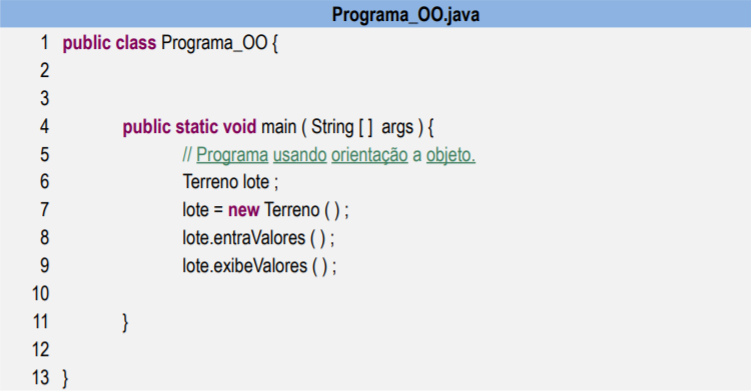 Programa_OO.java
1 public class Programa_OO {
2
3
4 public static void main ( String [ ] args ) {
5 // Programa usando orientação a objeto.
6 Terreno lote ;
7 lote = new Terreno ( ) ;
8 lote.entraValores ( ) ;
9 lote.exibeValores ( ) ;
10
11 }
12
13 }